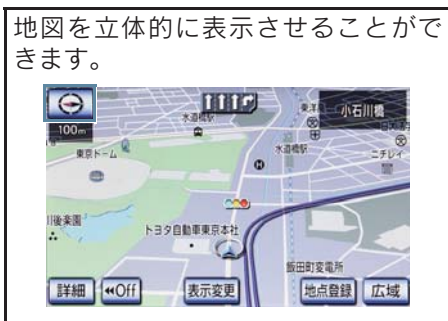 地図を立体的に表示させることがで
きます。
100m
水道橋駅
小石川橋
東京ドーム
水道橋駅
ニチレイ
後楽園
トヨタ自動車東京本社
飯田町変電所
詳細
◀◀Off
表示変更
地点登録
広域